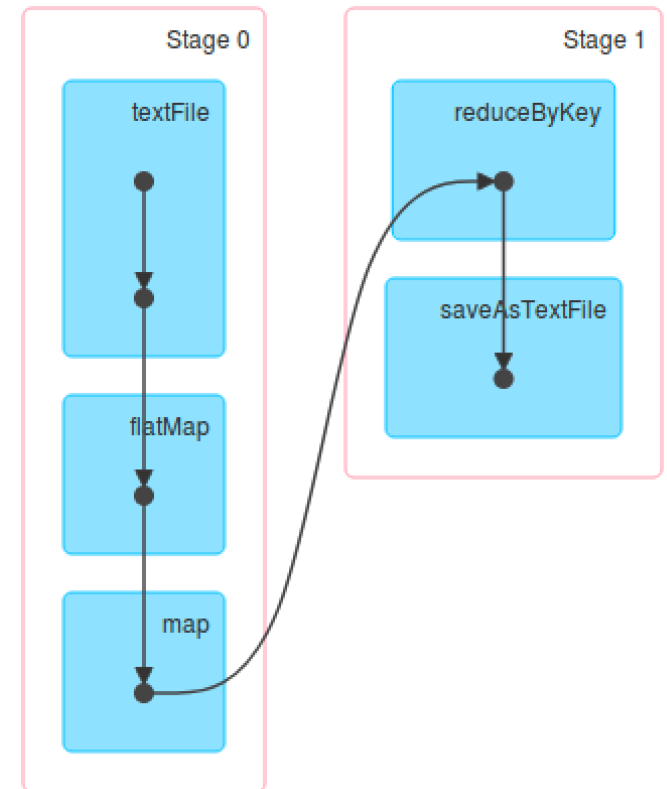 Stage 0
textFile
flatMap
map
Stage 1
reduceByKey
saveAsTextFile